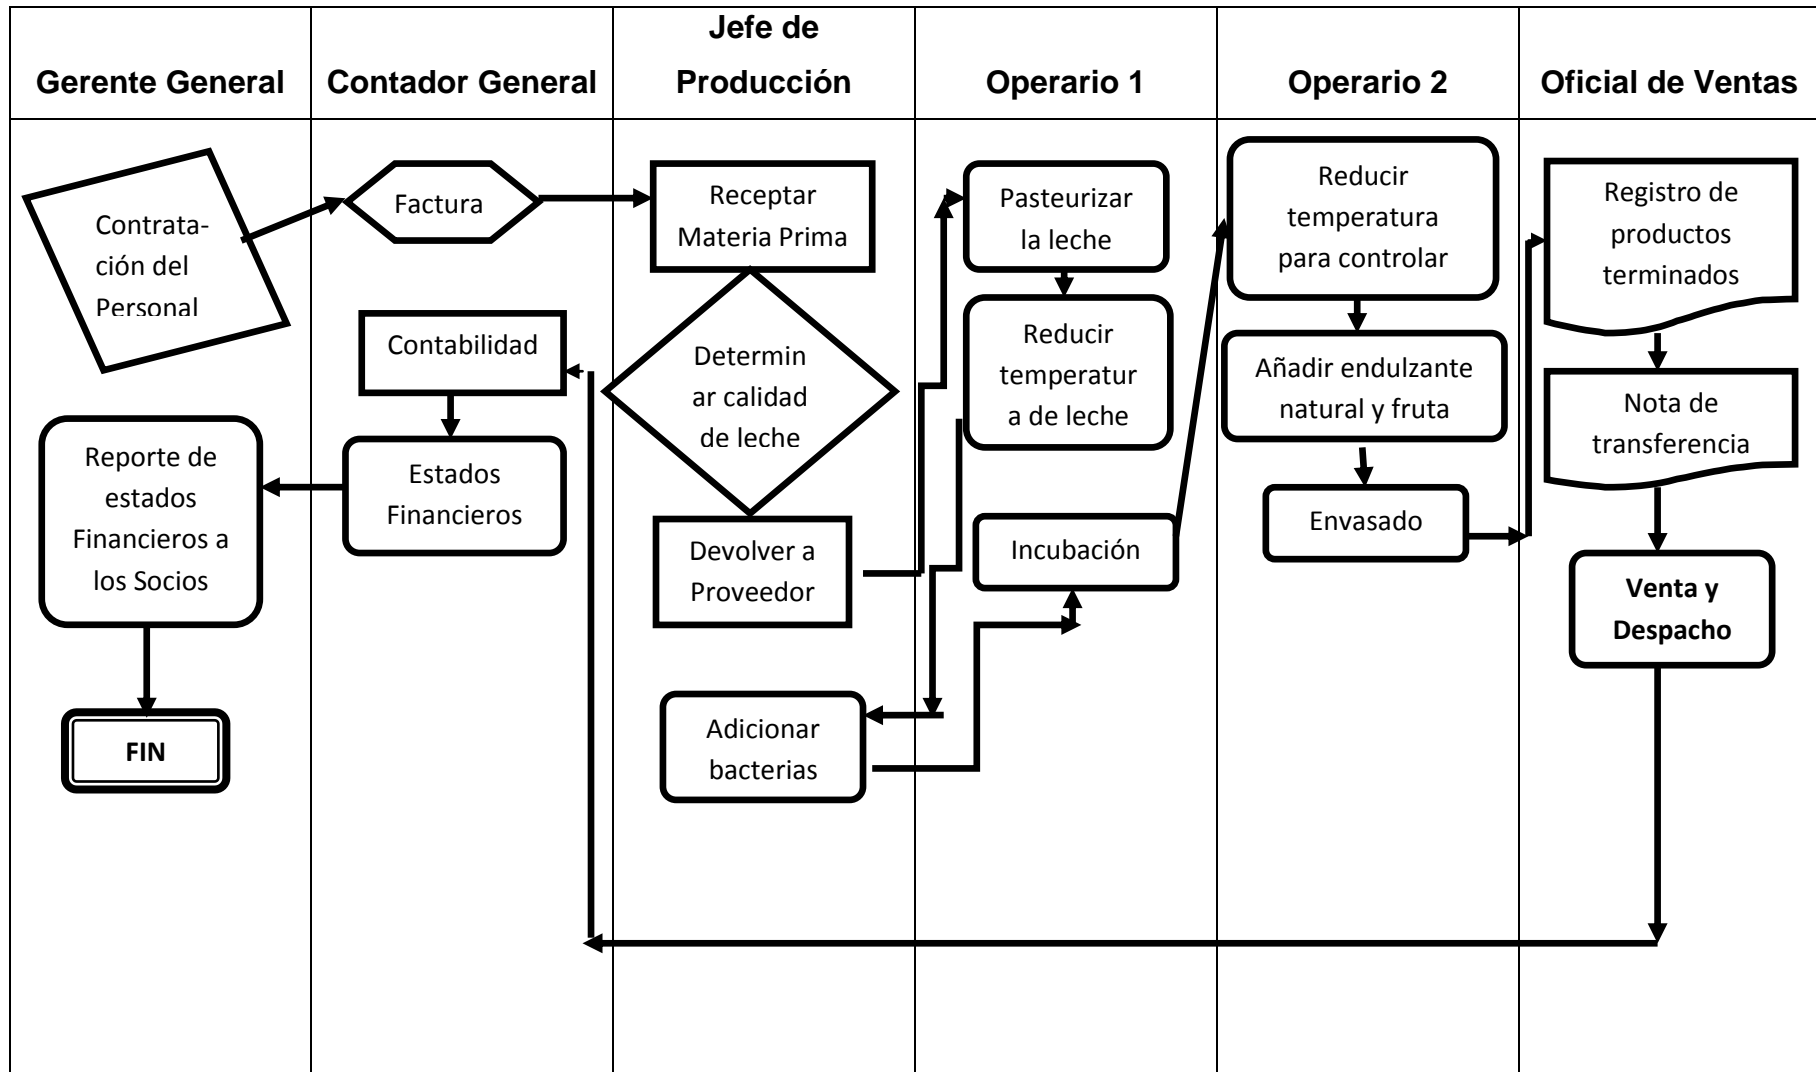 Gerente General
Contador General
Jefe de
Producción
Operario 1
Operario 2
Oficial de Ventas
Contrata-
ción del
Personal
Reporte de
estados
Financieros a
los Socios
FIN
Factura
Contabilidad
Estados
Financieros
Receptar
Materia Prima
Determin
ar calidad
de leche
Devolver a
Proveedor
Adicionar
bacterias
Pasteurizar
la leche
Reducir
temperatur
a de leche
Incubación
Reducir
temperatura
para controlar
Añadir endulzante
natural y fruta
Envasado
Registro de
productos
terminados
Nota de
transferencia
Venta y
Despacho